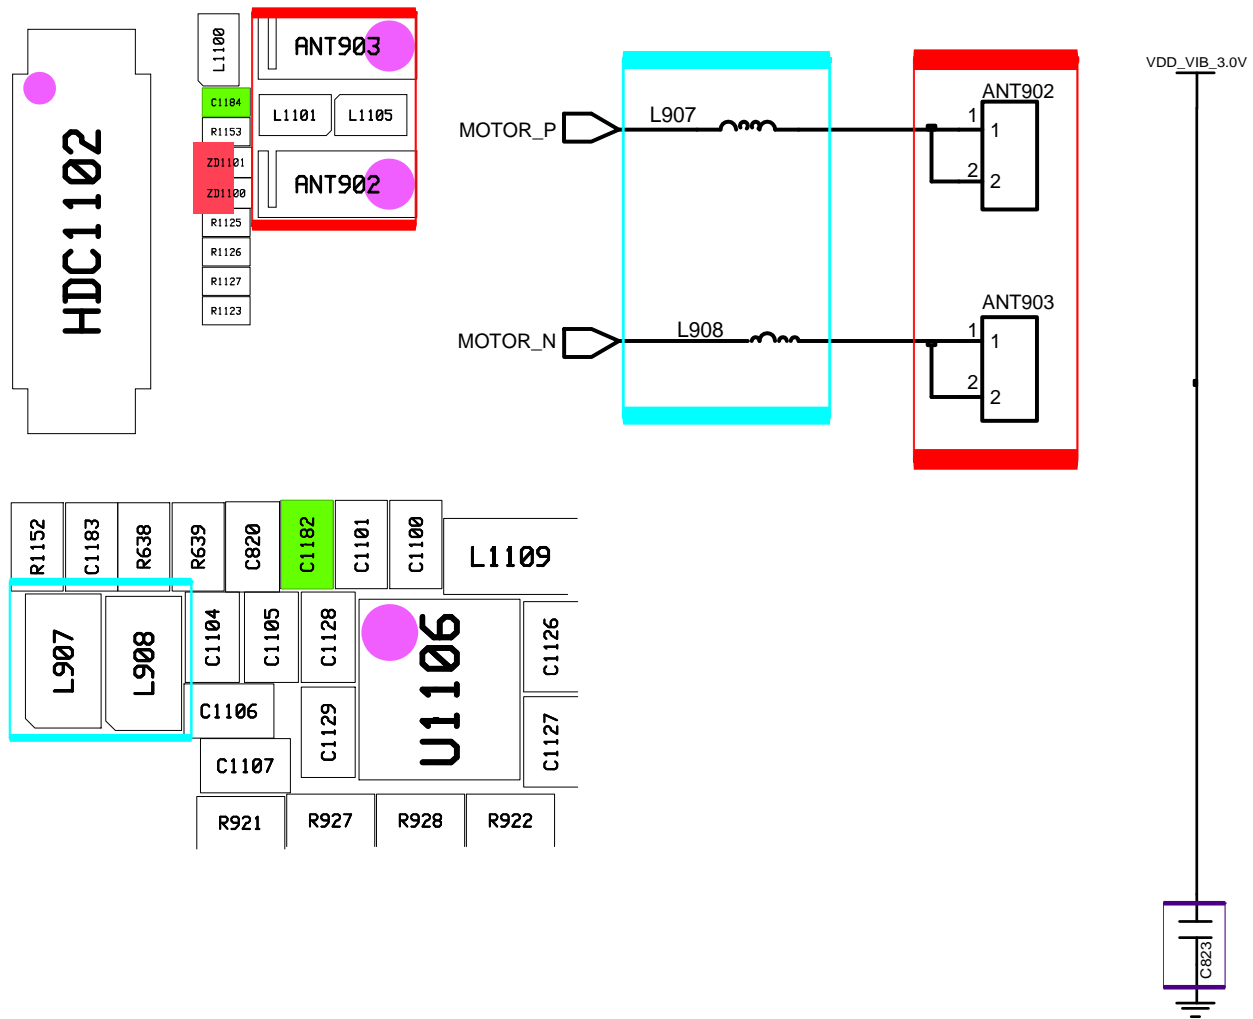 HDC1102
L1100
C1184
R1153
ZD1101
ZD1100
R1125
R1126
R1127
R1123
ANT903
L1101
L1105
ANT902
MOTOR_P
L907
ANT902
1
1
2
2
MOTOR_N
L908
ANT903
1
1
2
2
VDD_VIB_3.0V
C823
R1152
C1183
R638
R639
C820
C1182
C1101
C1100
L1109
L907
L908
C1104
C1105
C1128
U1106
C1126
C1106
C1129
C1127
C1107
R921
R927
R928
R922